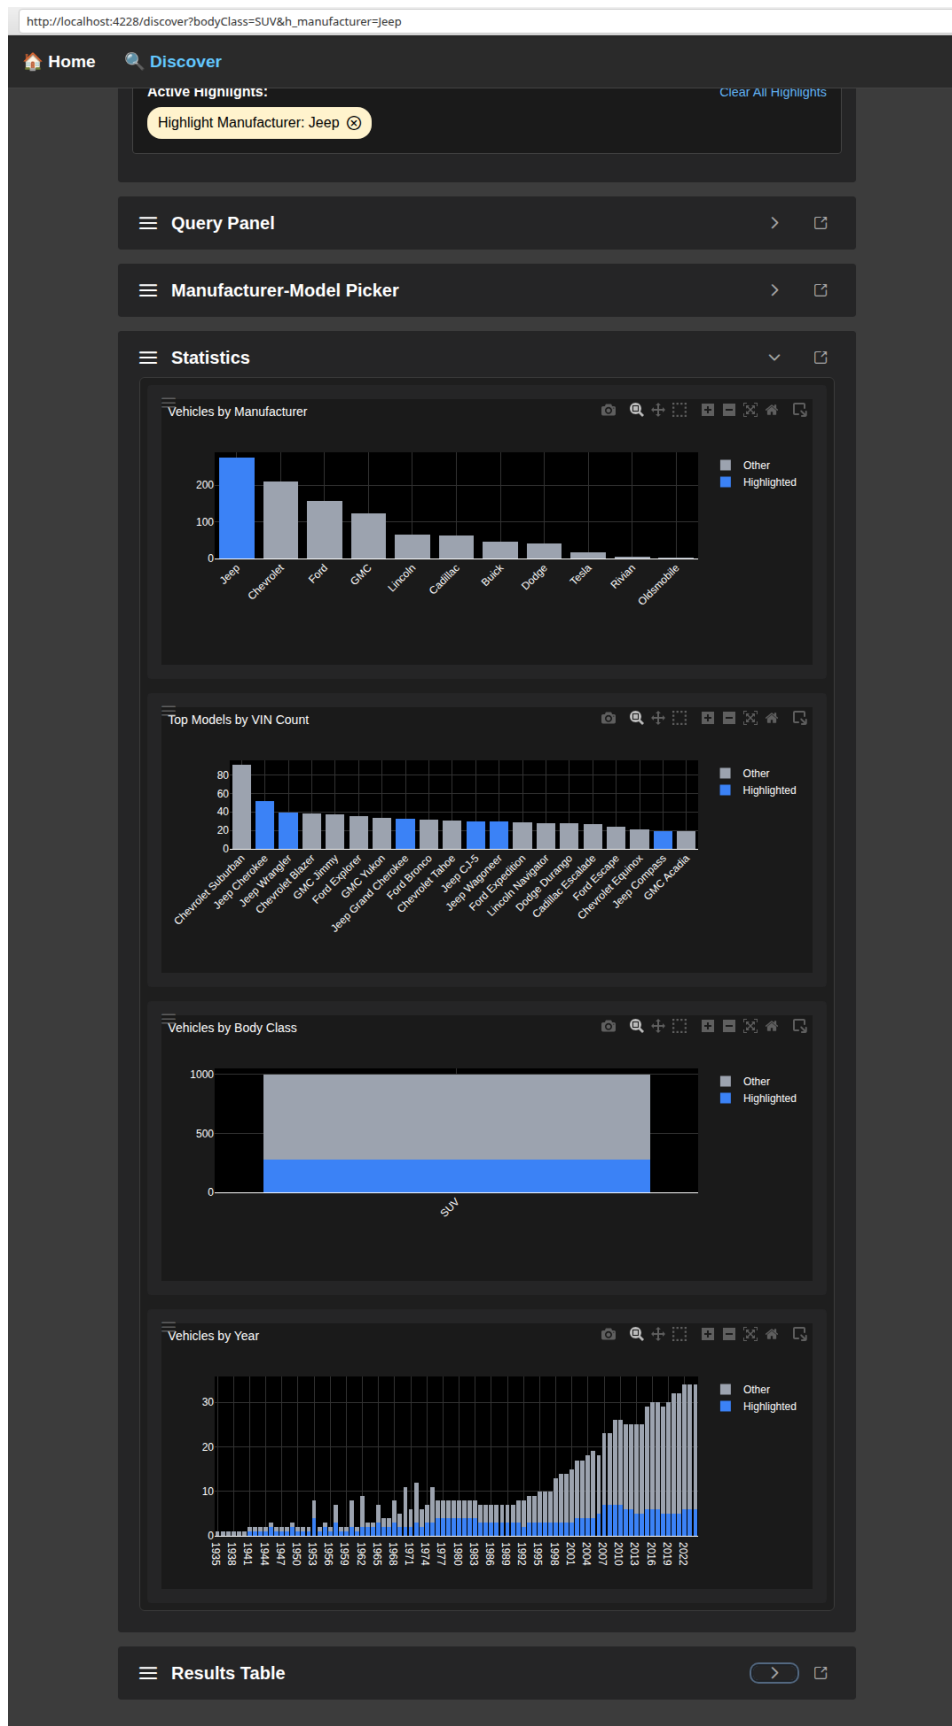 http://localhost:4228/discover?bodyClass=SUV&h_manufacturer=Jeep
🏠 Home 🔍 Discover
Active Highlights: Clear All Highlights
Highlight Manufacturer: Jeep
Query Panel
Manufacturer-Model Picker
Statistics
Vehicles by Manufacturer
Other
Highlighted
200
100
0
Jeep Chevrolet Ford GMC Lincoln Cadillac Buick Dodge Tesla Rivian Oldsmobile
Top Models by VIN Count
Other
Highlighted
80
60
40
20
0
Chevrolet Suburban Jeep Cherokee Jeep Wrangler Chevrolet Blazer GMC Jimmy Ford Explorer GMC Yukon Jeep Grand Cherokee Ford Bronco Chevrolet Tahoe Jeep CJ-5 Jeep Wagoneer Ford Expedition Lincoln Navigator Dodge Durango Cadillac Escalade Ford Escape Chevrolet Equinox Jeep Compass GMC Acadia
Vehicles by Body Class
Other
Highlighted
1000
500
0
SUV
Vehicles by Year
Other
Highlighted
30
20
10
0
1935 1938 1941 1944 1947 1950 1953 1956 1959 1962 1965 1968 1971 1974 1977 1980 1983 1986 1989 1992 1995 1998 2001 2004 2007 2010 2013 2016 2019 2022
Results Table